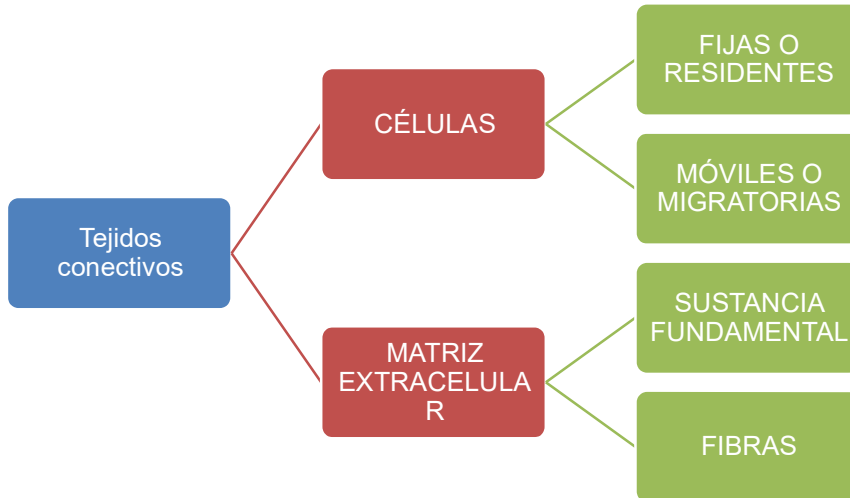 Tejidos
conectivos
CÉLULAS
FIJAS O
RESIDENTES
MÓVILES O
MIGRATORIAS
MATRIZ
EXTRACELULA
R
SUSTANCIA
FUNDAMENTAL
FIBRAS